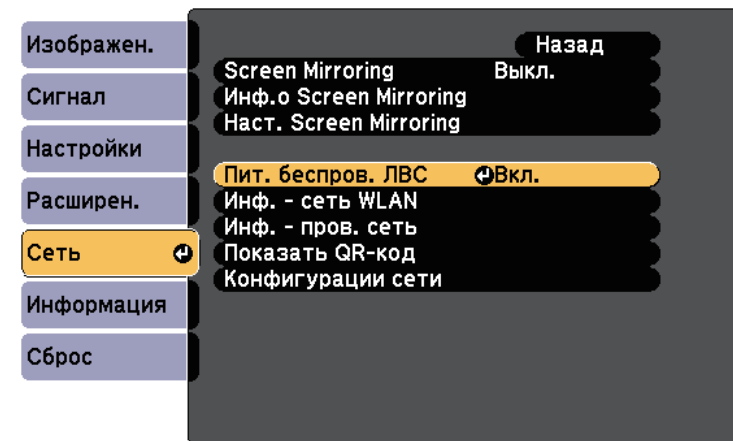 Изображен.
Сигнал
Настройки
Расширен.
Сеть
Информация
Сброс
Назад
Screen Mirroring Выкл.
Инф.о Screen Mirroring
Наст. Screen Mirroring
Пит. беспров. ЛВС Вкл.
Инф. - сеть WLAN
Инф. - пров. сеть
Показать QR-код
Конфигурации сети